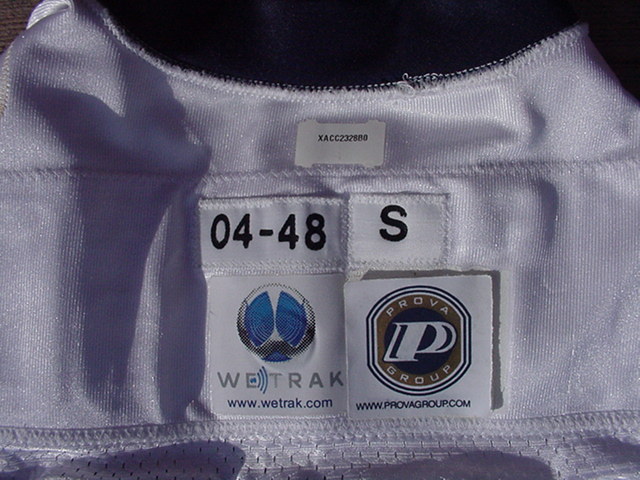 XACC2328B0
04-48
S
WETRAK
www.wetrak.com
PROVA
P
GROUP
WWW.PROVAGROUP.COM